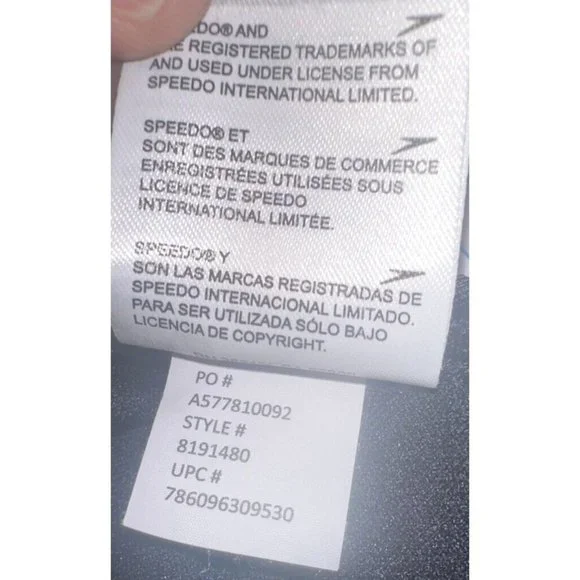 DO® AND
RE REGISTERED TRADEMARKS OF
AND USED UNDER LICENSE FROM
SPEEDO INTERNATIONAL LIMITED.
SPEEDO® ET
SONT DES MARQUES DE COMMERCE
ENREGISTRÉES UTILISÉES SOUS
LICENCE DE SPEEDO
INTERNATIONAL LIMITÉE.
SPEEDO® Y
SON LAS MARCAS REGISTRADAS DE
SPEEDO INTERNACIONAL LIMITADO.
PARA SER UTILIZADA SÓLO BAJO
LICENCIA DE COPYRIGHT.
PO #
A577810092
STYLE #
8191480
UPC #
786096309530